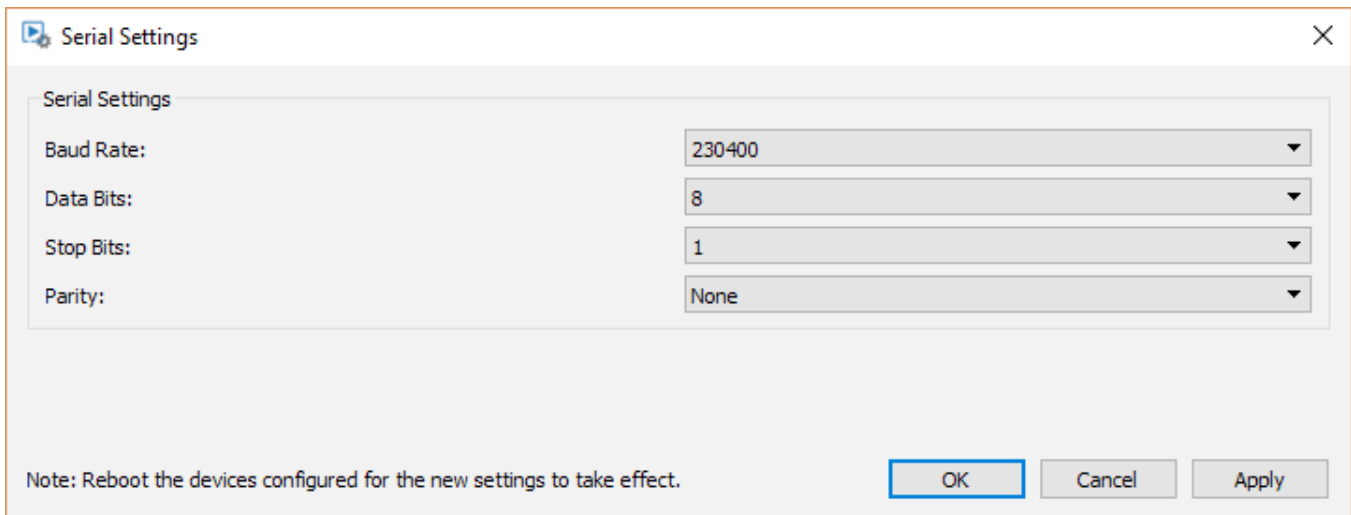 Serial Settings
Serial Settings
Baud Rate: 230400
Data Bits: 8
Stop Bits: 1
Parity: None
Note: Reboot the devices configured for the new settings to take effect. OK Cancel Apply